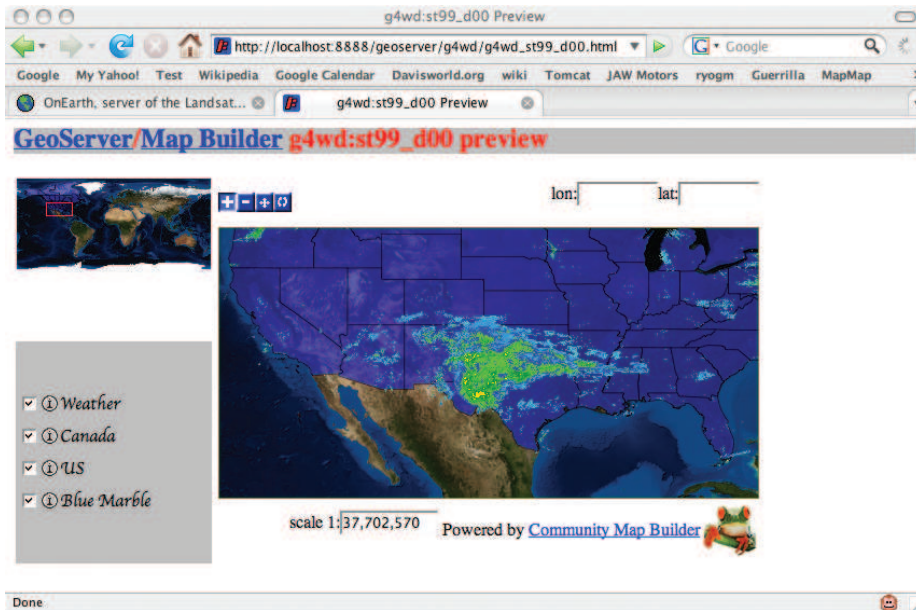 g4wd:st99_d00 Preview
http://localhost:8888/geoserver/g4wd/g4wd_st99_d00.html
Google
Google My Yahoo! Test Wikipedia Google Calendar Davisworld.org wiki Tomcat JAW Motors ryogm Guerrilla MapMap
OnEarth, server of the Landsat... g4wd:st99_d00 Preview
GeoServer/Map Builder g4wd:st99_d00 preview
lon: lat:
Weather
Canada
US
Blue Marble
scale 1: 37,702,570 Powered by Community Map Builder
Done